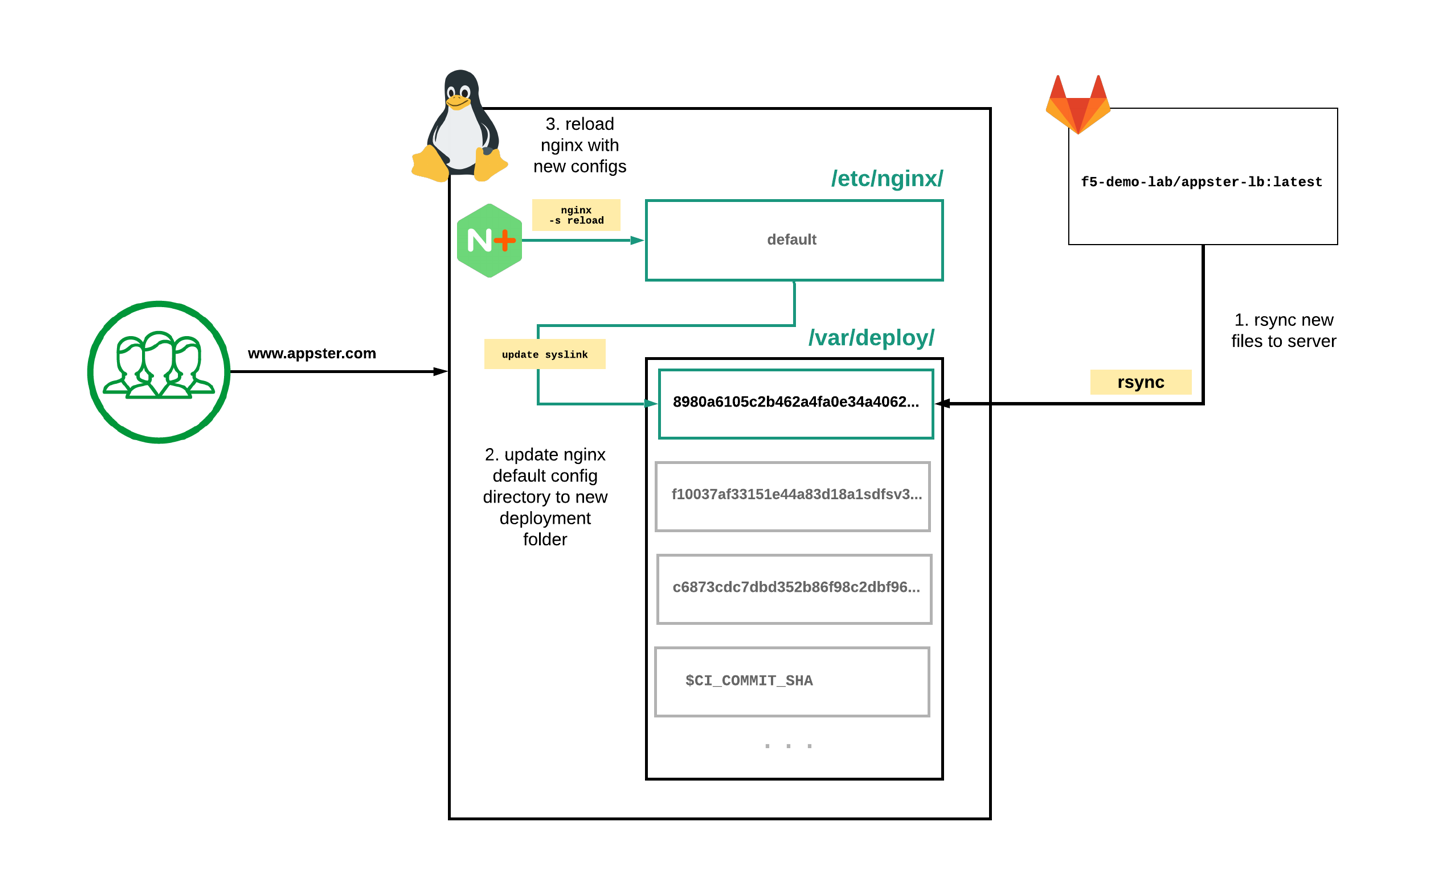 3. reload
nginx with
new configs
/etc/nginx/
nginx
-s reload
N+
default
f5-demo-lab/appster-lb:latest
www.appster.com
update syslink
/var/deploy/
1. rsync new
files to server
rsync
8980a6105c2b462a4fa0e34a4062...
2. update nginx
default config
directory to new
deployment
folder
f10037af33151e44a83d18a1sdfsv3...
c6873cdc7dbd352b86f98c2dbf96...
$CI_COMMIT_SHA
. . .